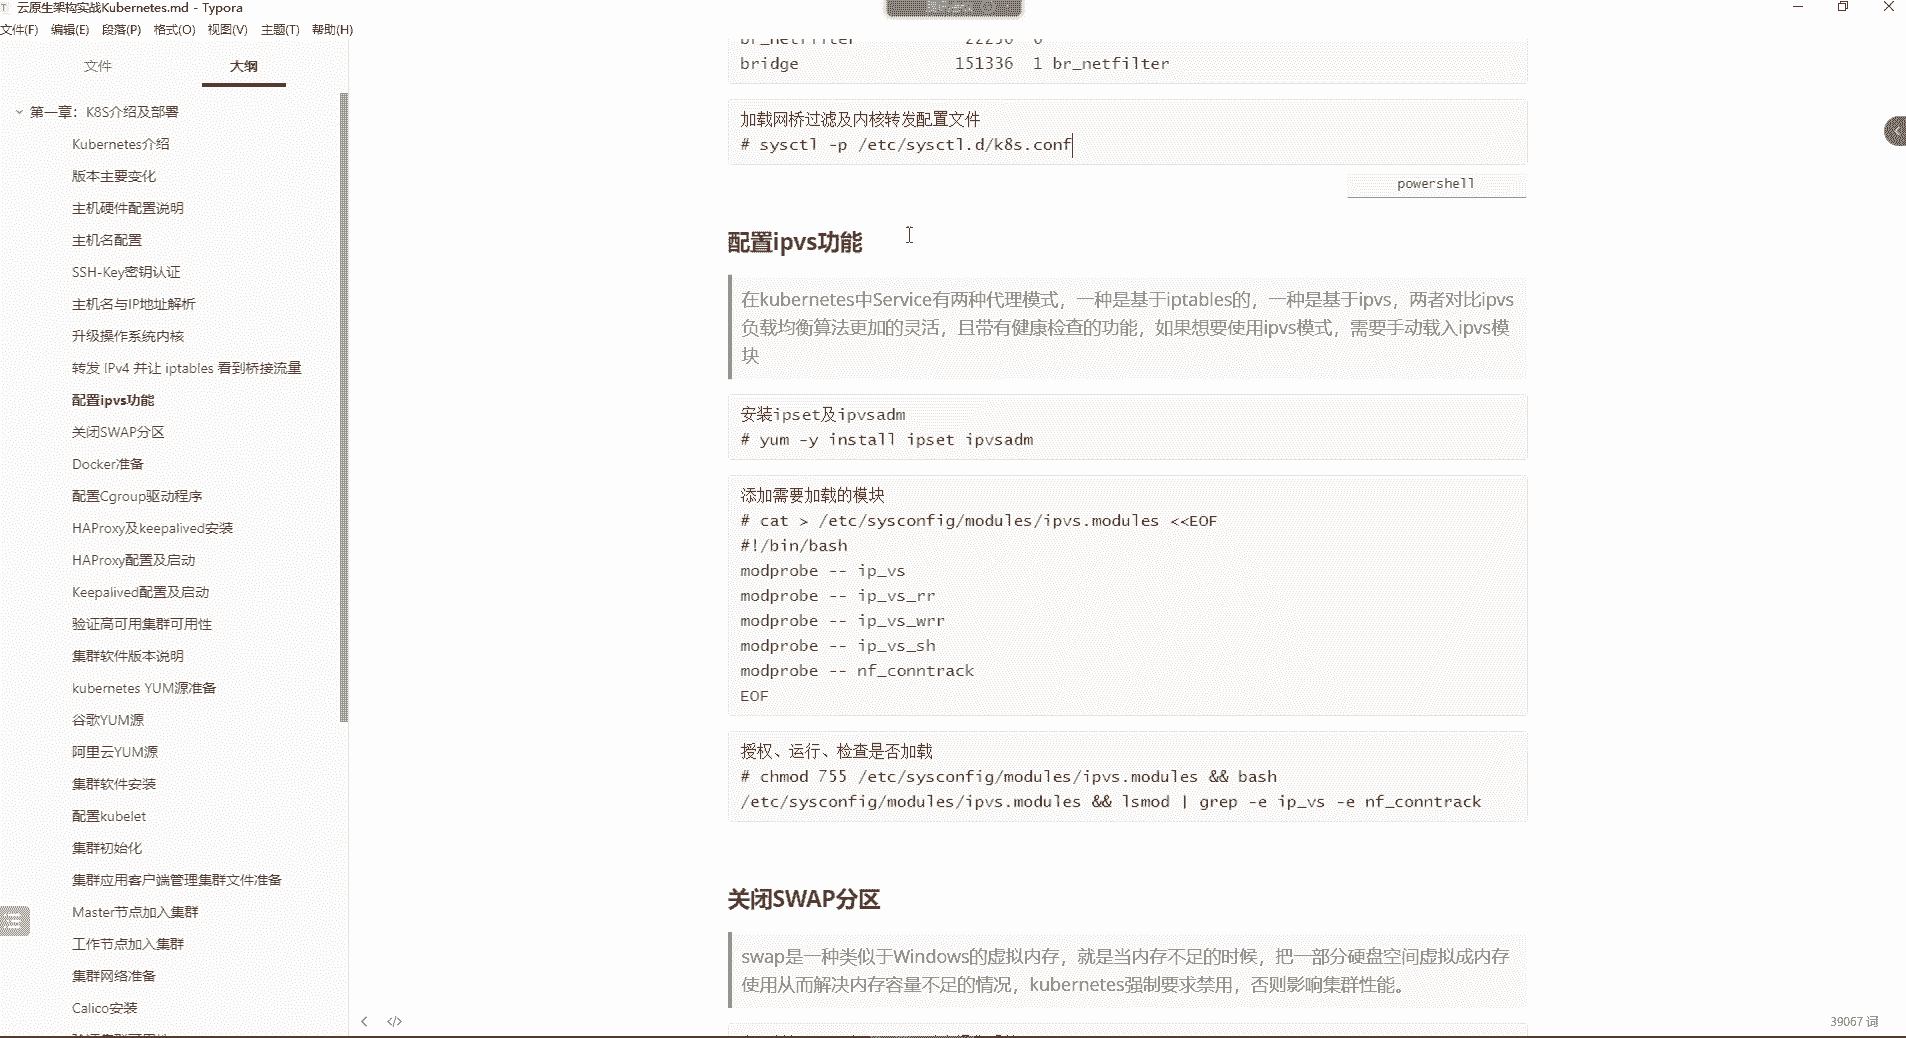 云原生架构实战Kubernetes.md - Typora
文件(F) 编辑(E) 段落(P) 格式(O) 视图(V) 主题(T) 帮助(H)
文件 大纲
第一章：K8S介绍及部署
Kubernetes介绍
版本主要变化
主机硬件配置说明
主机名配置
SSH-Key密钥认证
主机名与IP地址解析
升级操作系统内核
转发 IPv4 并让 iptables 看到桥接流量
配置ipvs功能
关闭SWAP分区
Docker准备
配置Cgroup驱动程序
HAProxy及keepalived安装
HAProxy配置及启动
Keepalived配置及启动
验证高可用集群可用性
集群软件版本说明
kubernetes YUM源准备
谷歌YUM源
阿里云YUM源
集群软件安装
配置kubelet
集群初始化
集群应用客户端管理集群文件准备
Master节点加入集群
工作节点加入集群
集群网络准备
Calico安装
br_netfilter 22256 0
bridge 151336 1 br_netfilter
加载网桥过滤及内核转发配置文件
# sysctl -p /etc/sysctl.d/k8s.conf
powershell
配置ipvs功能
在kubernetes中Service有两种代理模式，一种是基于iptables的，一种是基于ipvs，两者对比ipvs
负载均衡算法更加的灵活，且带有健康检查的功能，如果想要使用ipvs模式，需要手动载入ipvs模
块
安装ipset及ipvsadm
# yum -y install ipset ipvsadm
添加需要加载的模块
# cat > /etc/sysconfig/modules/ipvs.modules <<EOF
#!/bin/bash
modprobe -- ip_vs
modprobe -- ip_vs_rr
modprobe -- ip_vs_wrr
modprobe -- ip_vs_sh
modprobe -- nf_conntrack
EOF
授权、运行、检查是否加载
# chmod 755 /etc/sysconfig/modules/ipvs.modules && bash
/etc/sysconfig/modules/ipvs.modules && lsmod | grep -e ip_vs -e nf_conntrack
关闭SWAP分区
swap是一种类似于Windows的虚拟内存，就是当内存不足的时候，把一部分硬盘空间虚拟成内存
使用从而解决内存容量不足的情况，kubernetes强制要求禁用，否则影响集群性能。
39067 词